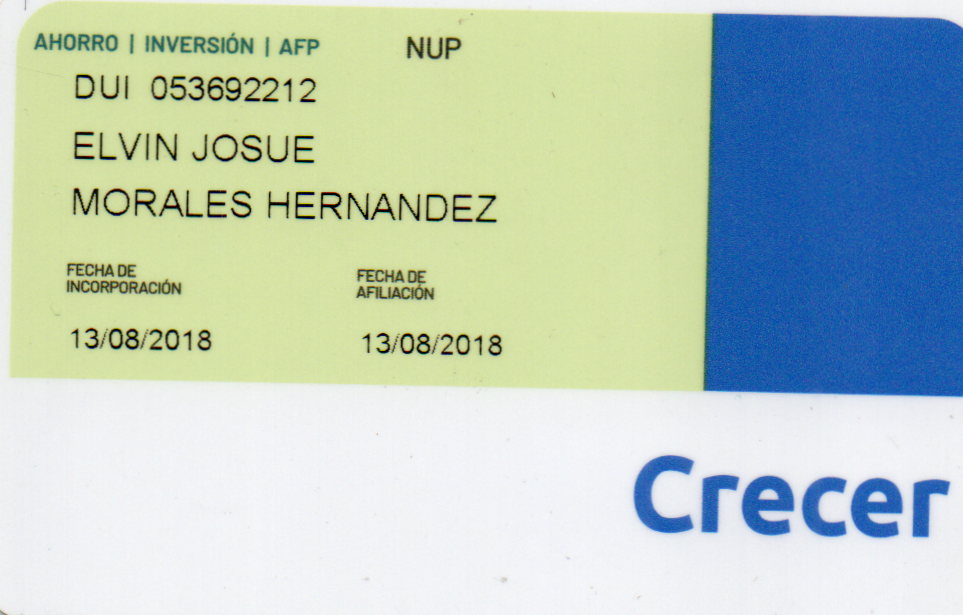 AHORRO | INVERSIÓN | AFP NUP
DUI 053692212
ELVIN JOSUE
MORALES HERNANDEZ
FECHA DE INCORPORACIÓN
FECHA DE AFILIACIÓN
13/08/2018 13/08/2018
Crecer